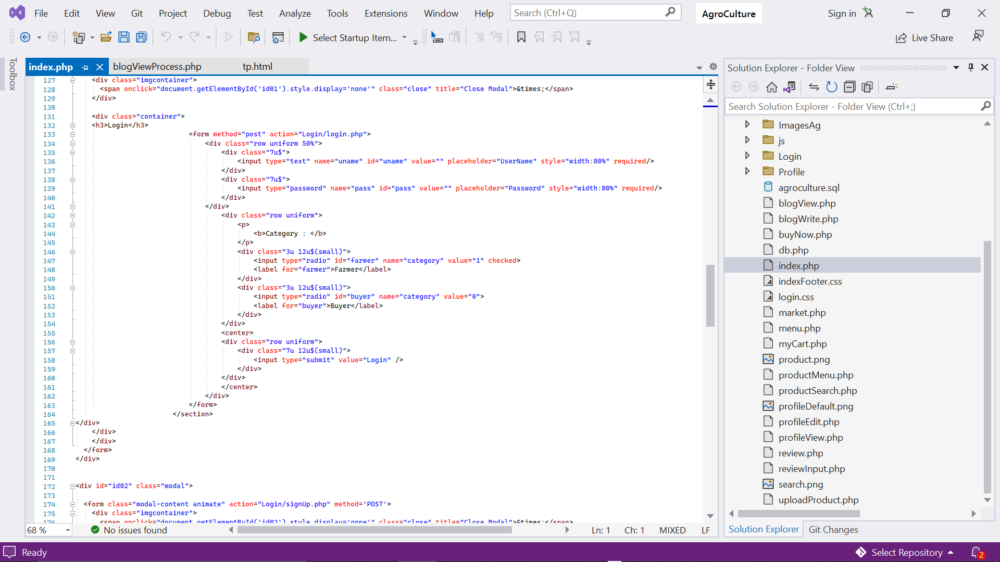 File Edit View Git Project Debug Test Analyze Tools Extensions Window Help Search (Ctrl+Q) AgroCulture Sign in
Select Startup Item... Live Share
Toolbox
index.php blogViewProcess.php tp.html
127 <div class="imgcontainer">
128 <span onclick="document.getElementById('id01').style.display='none'" class="close" title="Close Modal">&times;</span>
129 </div>
130
131 <div class="container">
132 <h3>Login</h3>
133 <form method="post" action="Login/login.php">
134 <div class="row uniform 50%">
135 <div class="7u$">
136 <input type="text" name="uname" id="uname" value="" placeholder="UserName" style="width:80%" required/>
137 </div>
138 <div class="7u$">
139 <input type="password" name="pass" id="pass" value="" placeholder="Password" style="width:80%" required/>
140 </div>
141 </div>
142 <div class="row uniform">
143 <p>
144 <b>Category : </b>
145 </p>
146 <div class="3u 12u$(small)">
147 <input type="radio" id="farmer" name="category" value="1" checked>
148 <label for="farmer">Farmer</label>
149 </div>
150 <div class="3u 12u$(small)">
151 <input type="radio" id="buyer" name="category" value="0">
152 <label for="buyer">Buyer</label>
153 </div>
154 </div>
155 <center>
156 <div class="row uniform">
157 <div class="7u 12u$(small)">
158 <input type="submit" value="Login" />
159 </div>
160 </div>
161 </center>
162 </div>
163 </form>
164 </section>
165 </div>
166 </div>
167 </div>
168 </form>
169 </div>
170
171
172 <div id="id02" class="modal">
173
174 <form class="modal-content animate" action="Login/signUp.php" method='POST'>
175 <div class="imgcontainer">
176 <span onclick="document.getElementById('id02').style.display='none'" class="close" title="Close Modal">&times;</span>
68 % No issues found Ln: 1 Ch: 1 MIXED LF
Solution Explorer - Folder View
Search Solution Explorer - Folder View (Ctrl+;)
ImagesAg
js
Login
Profile
agroculture.sql
blogView.php
blogWrite.php
buyNow.php
db.php
index.php
indexFooter.css
login.css
market.php
menu.php
myCart.php
product.png
productMenu.php
productSearch.php
profileDefault.png
profileEdit.php
profileView.php
review.php
reviewInput.php
search.png
uploadProduct.php
Solution Explorer Git Changes
Ready Select Repository 2